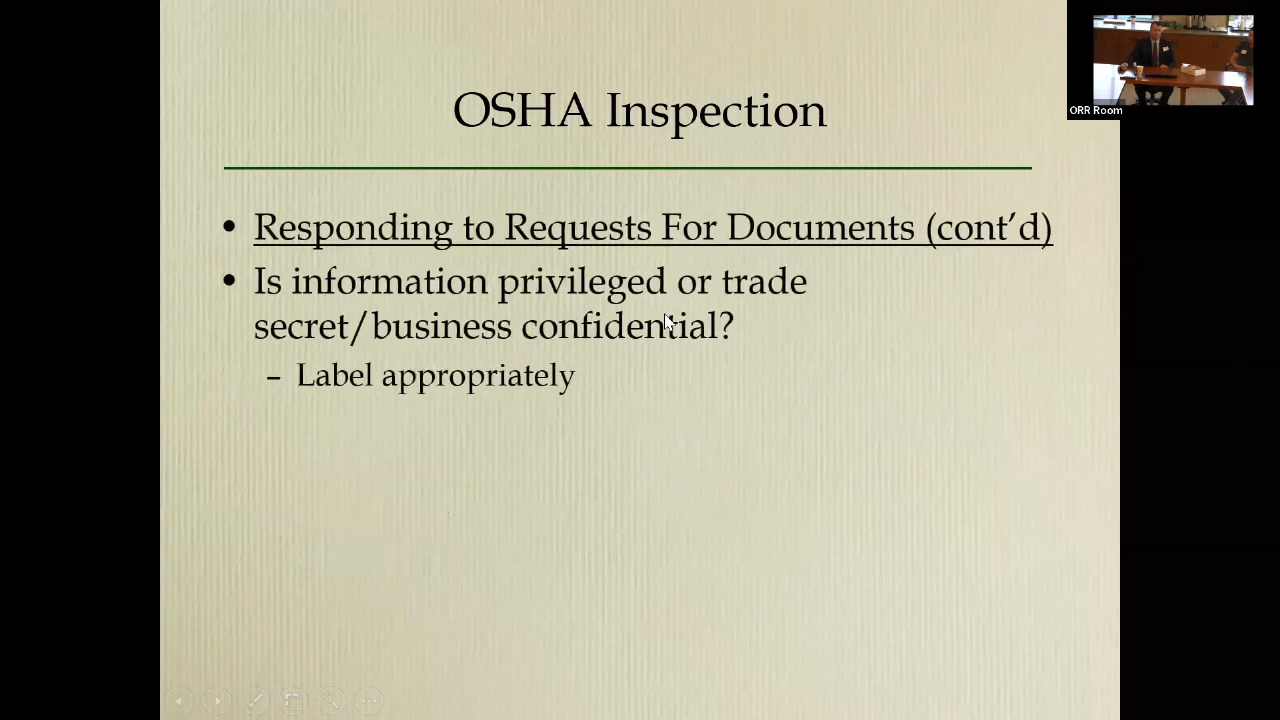 OSHA Inspection
ORR Room
• Responding to Requests For Documents (cont’d)
• Is information privileged or trade
secret/business confidential?
– Label appropriately